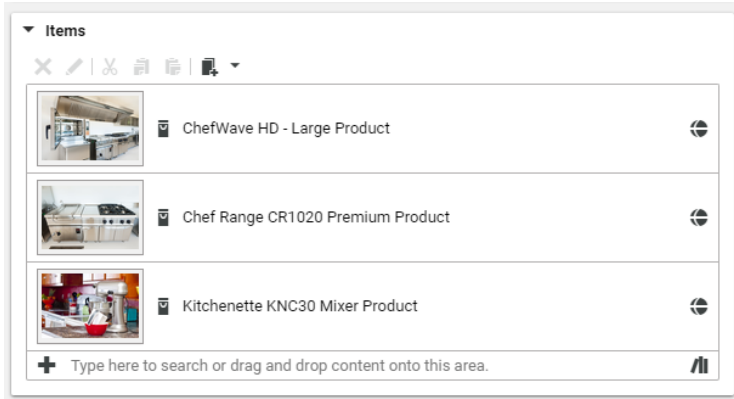 Items
ChefWave HD - Large Product
Chef Range CR1020 Premium Product
Kitchenette KNC30 Mixer Product
Type here to search or drag and drop content onto this area.